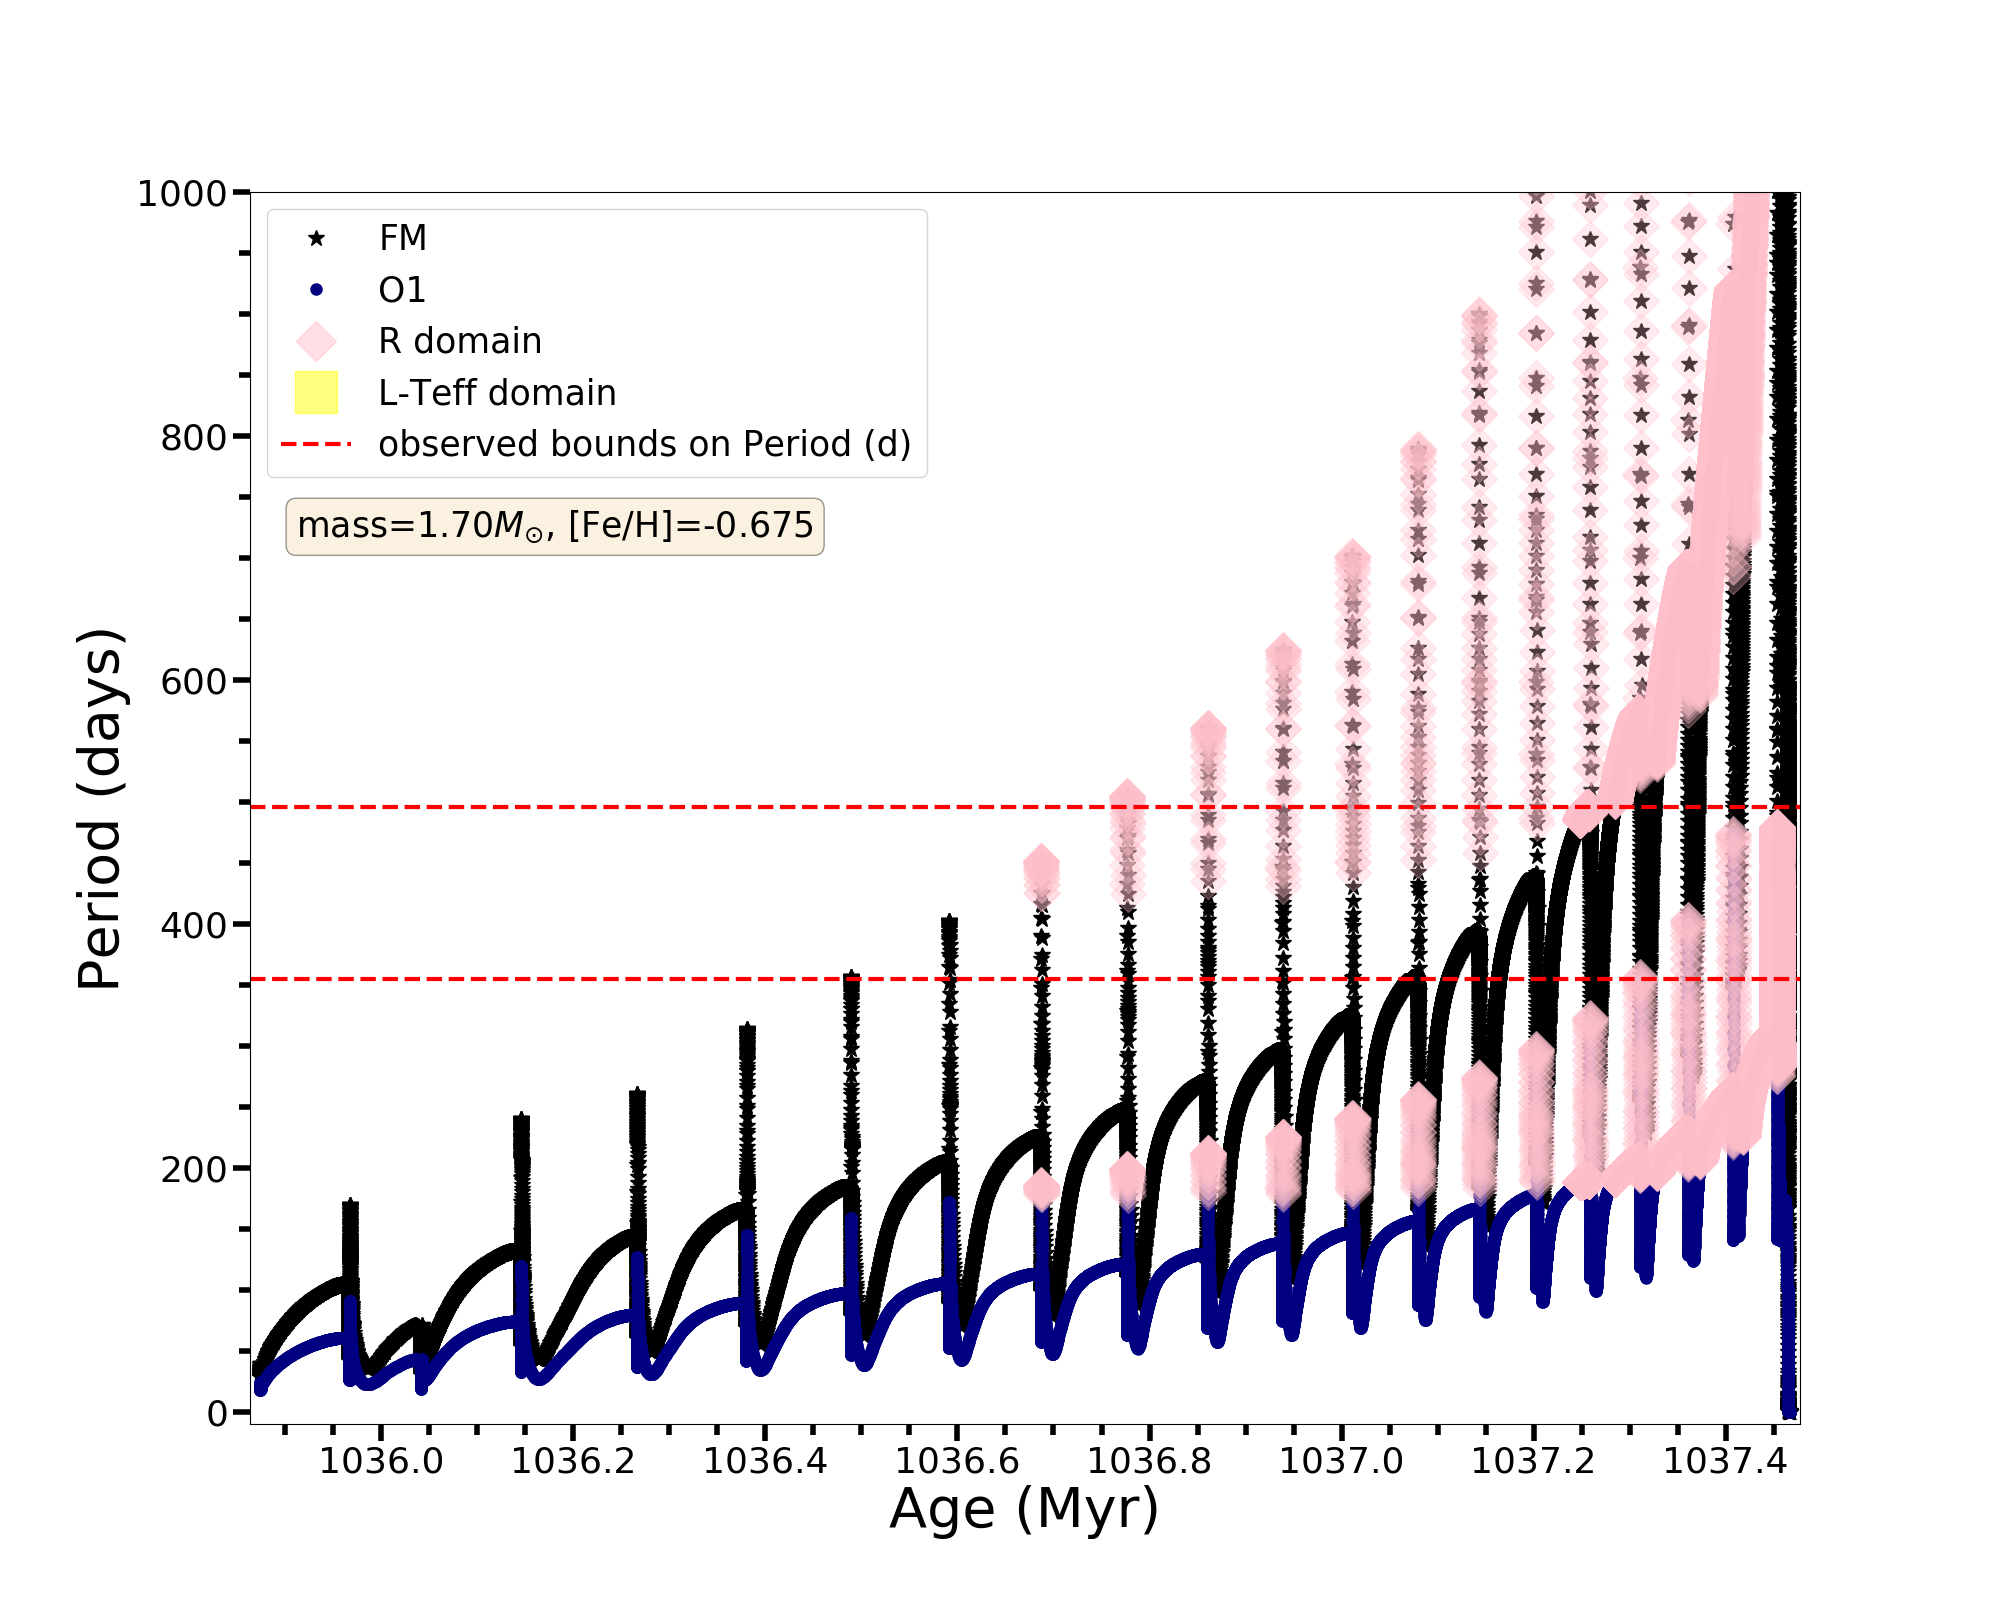 1000
800
600
400
200
0
Period (days)
FM
O1
R domain
L-Teff domain
observed bounds on Period (d)
mass=1.70M⊙, [Fe/H]=-0.675
1036.0 1036.2 1036.4 1036.6 1036.8 1037.0 1037.2 1037.4
Age (Myr)